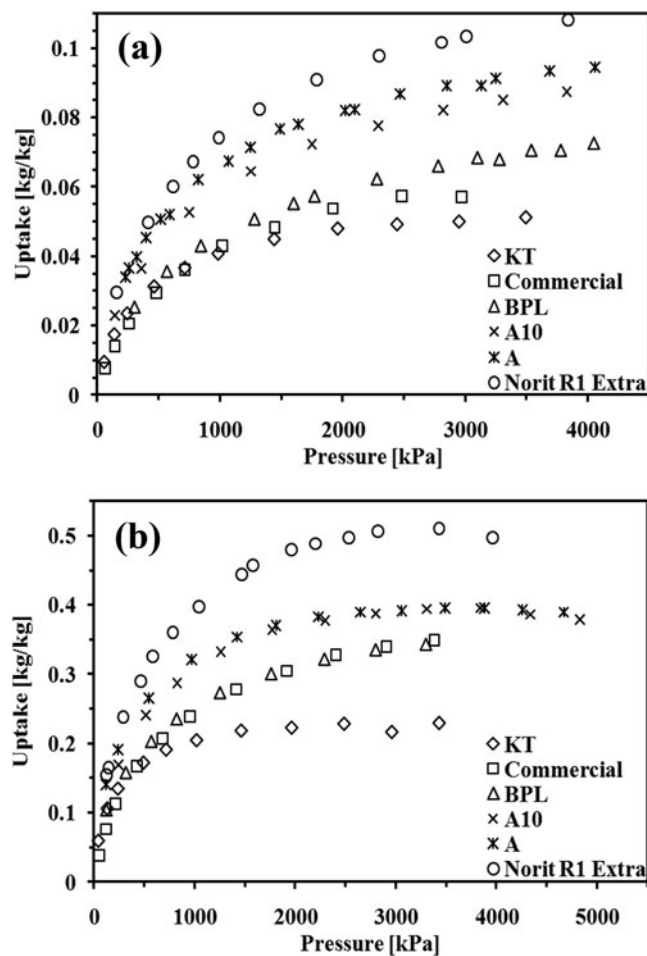 (a)
Uptake [kg/kg]
0.1
0.08
0.06
0.04
0.02
0
KT
Commercial
BPL
A10
A
Norit R1 Extra
0 1000 2000 3000 4000
Pressure [kPa]
(b)
Uptake [kg/kg]
0.5
0.4
0.3
0.2
0.1
0
KT
Commercial
BPL
A10
A
Norit R1 Extra
0 1000 2000 3000 4000 5000
Pressure [kPa]